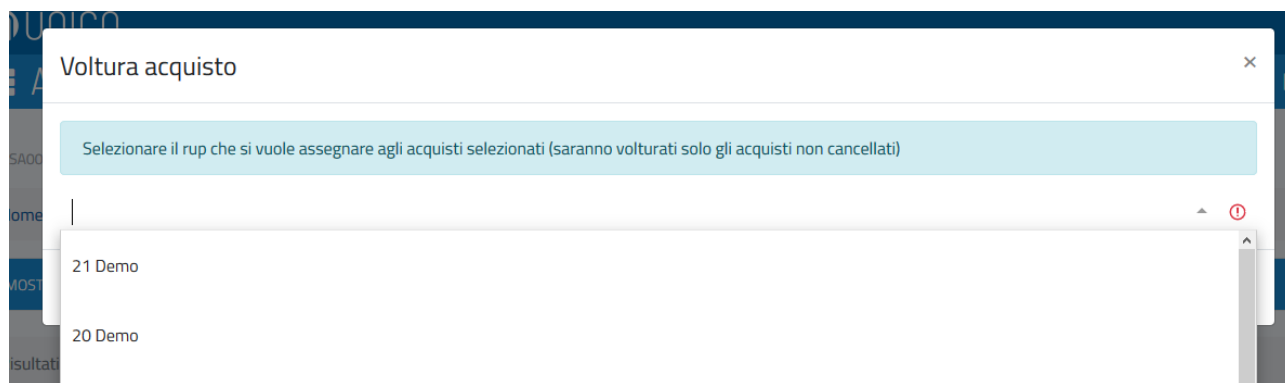 UNICO
Voltura acquisto
×
Selezionare il rup che si vuole assegnare agli acquisti selezionati (saranno volturati solo gli acquisti non cancellati)
21 Demo
20 Demo